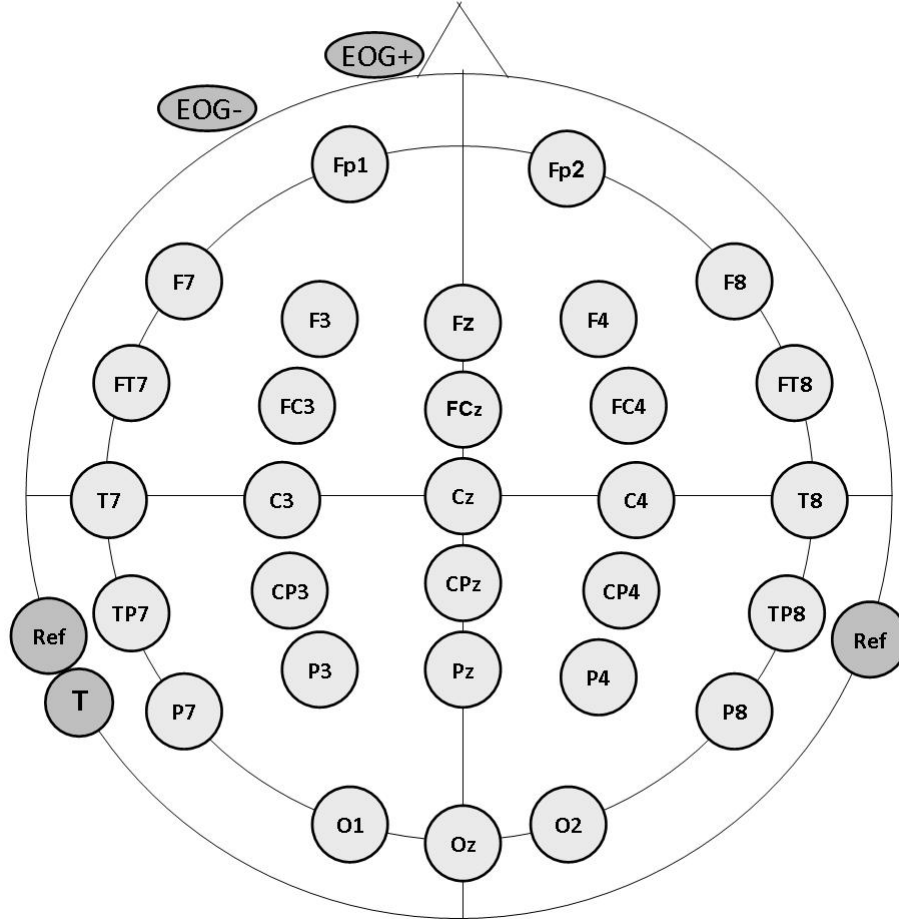 EOG+
EOG-
Fp1 Fp2
F7 F8
F3 Fz F4
FT7 FT8
FC3 FCz FC4
T7 C3 Cz C4 T8
CP3 CPz CP4
TP7 TP8
Ref Ref
P3 Pz P4
T P7 P8
O1 Oz O2